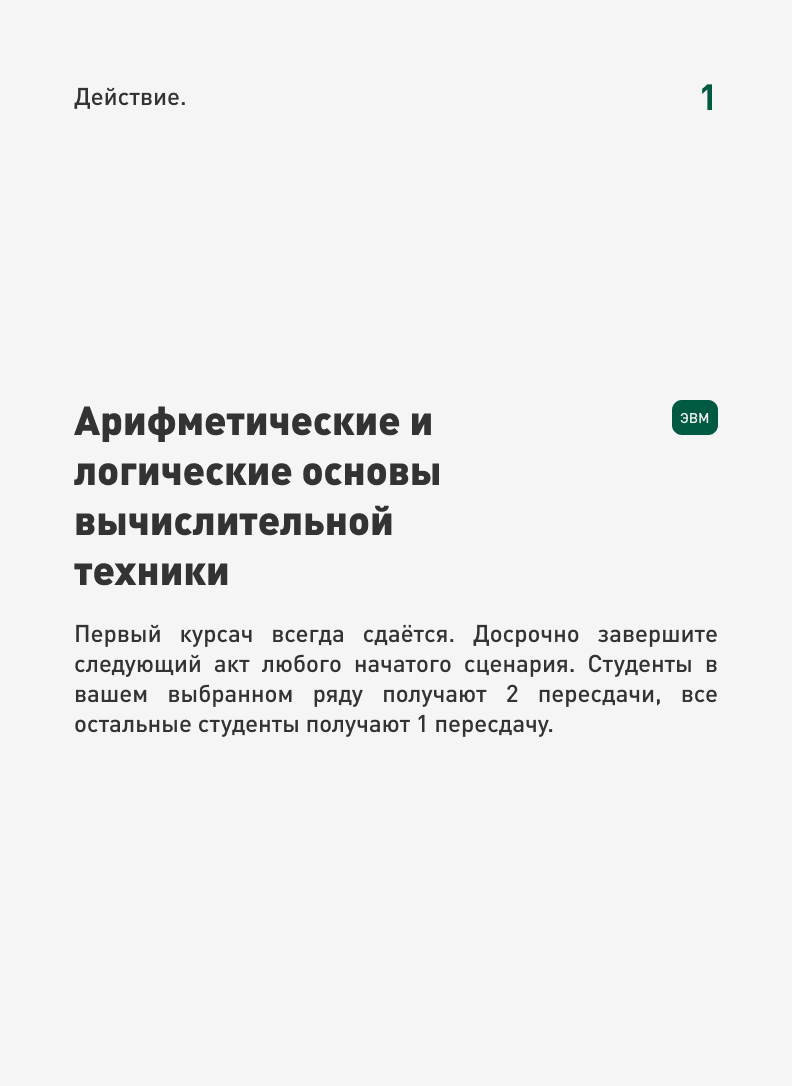 Действие.
1
Арифметические и
логические основы
вычислительной
техники
ЭВМ
Первый курсач всегда сдаётся. Досрочно завершите
следующий акт любого начатого сценария. Студенты в
вашем выбранном ряду получают 2 пересдачи, все
остальные студенты получают 1 пересдачу.